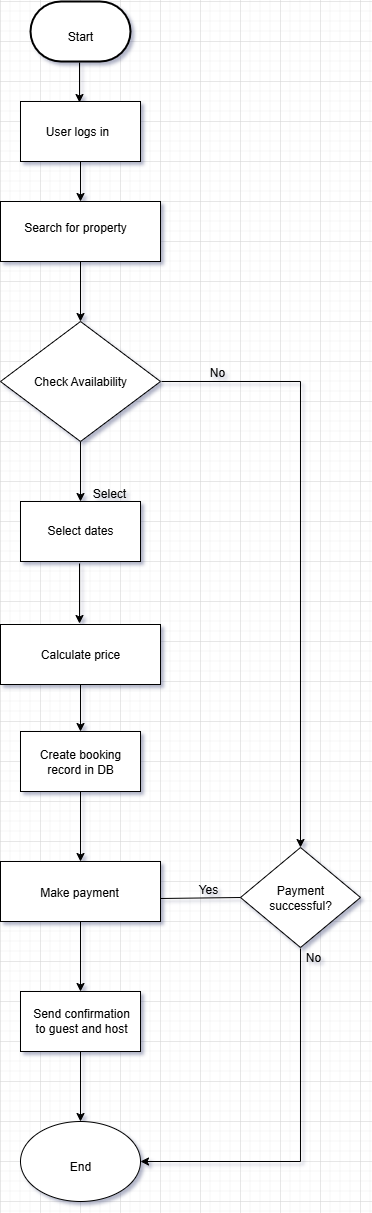 Start
User logs in
Search for property
Check Availability
No
Select
Select dates
Calculate price
Create booking
record in DB
Make payment
Yes
Payment
successful?
No
Send confirmation
to guest and host
End